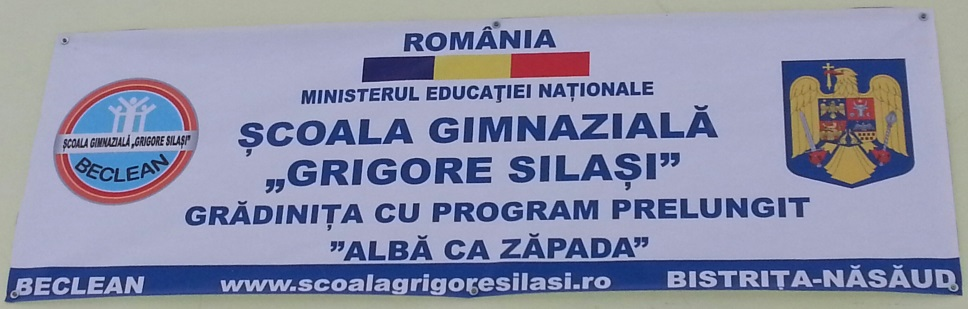 ROMÂNIA
MINISTERUL EDUCAŢIEI NAȚIONALE
ȘCOALA GIMNAZIALĂ
„GRIGORE SILAȘI”
GRĂDINIȚA CU PROGRAM PRELUNGIT
”ALBĂ CA ZĂPADA”
ȘCOALA GIMNAZIALĂ „GRIGORE SILAȘI”
BECLEAN
BECLEAN www.scoalagrigoresilasi.ro BISTRIȚA-NĂSĂUD